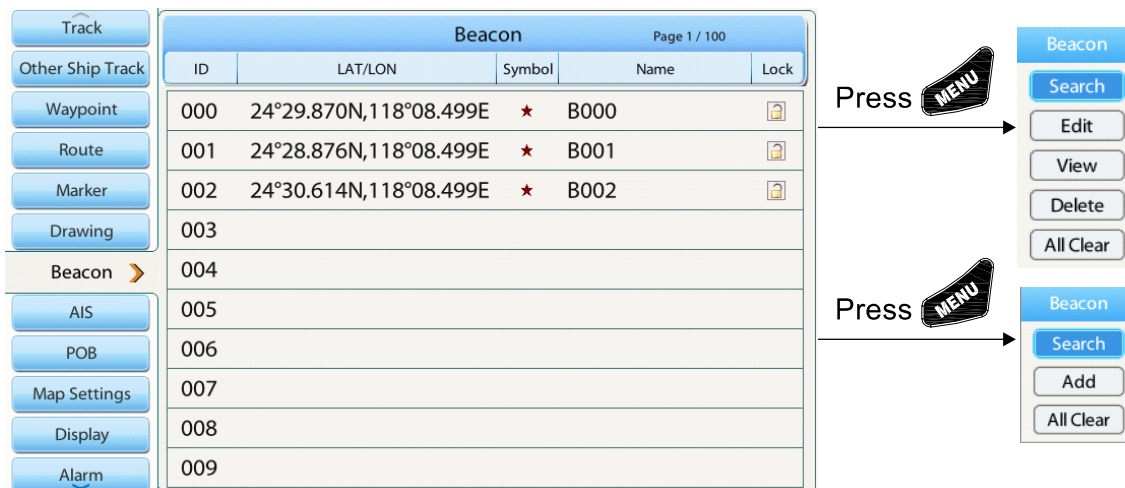 Track
Other Ship Track
Waypoint
Route
Marker
Drawing
Beacon
AIS
POB
Map Settings
Display
Alarm
Beacon Page 1 / 100
ID LAT/LON Symbol Name Lock
000 24°29.870N,118°08.499E ★ B000
001 24°28.876N,118°08.499E ★ B001
002 24°30.614N,118°08.499E ★ B002
003
004
005
006
007
008
009
Press MENU
Beacon
Search
Edit
View
Delete
All Clear
Press MENU
Beacon
Search
Add
All Clear